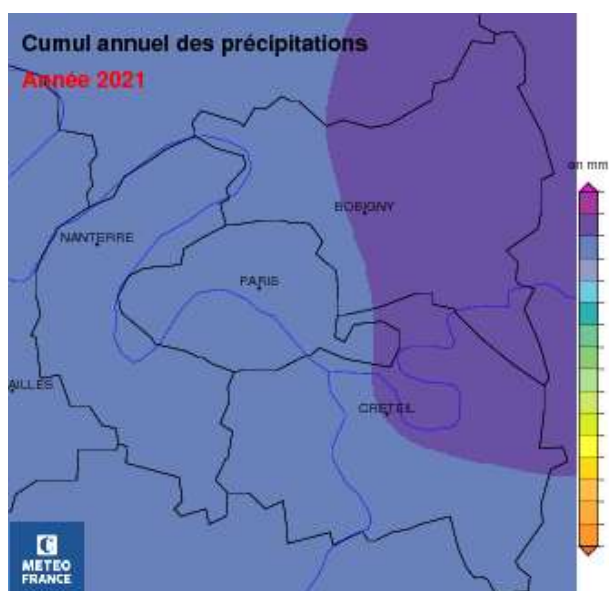 Cumul annuel des précipitations
Année 2021
en mm
BOBIGNY
NANTERRE
PARIS
AILLES
CRETEIL
METEO
FRANCE